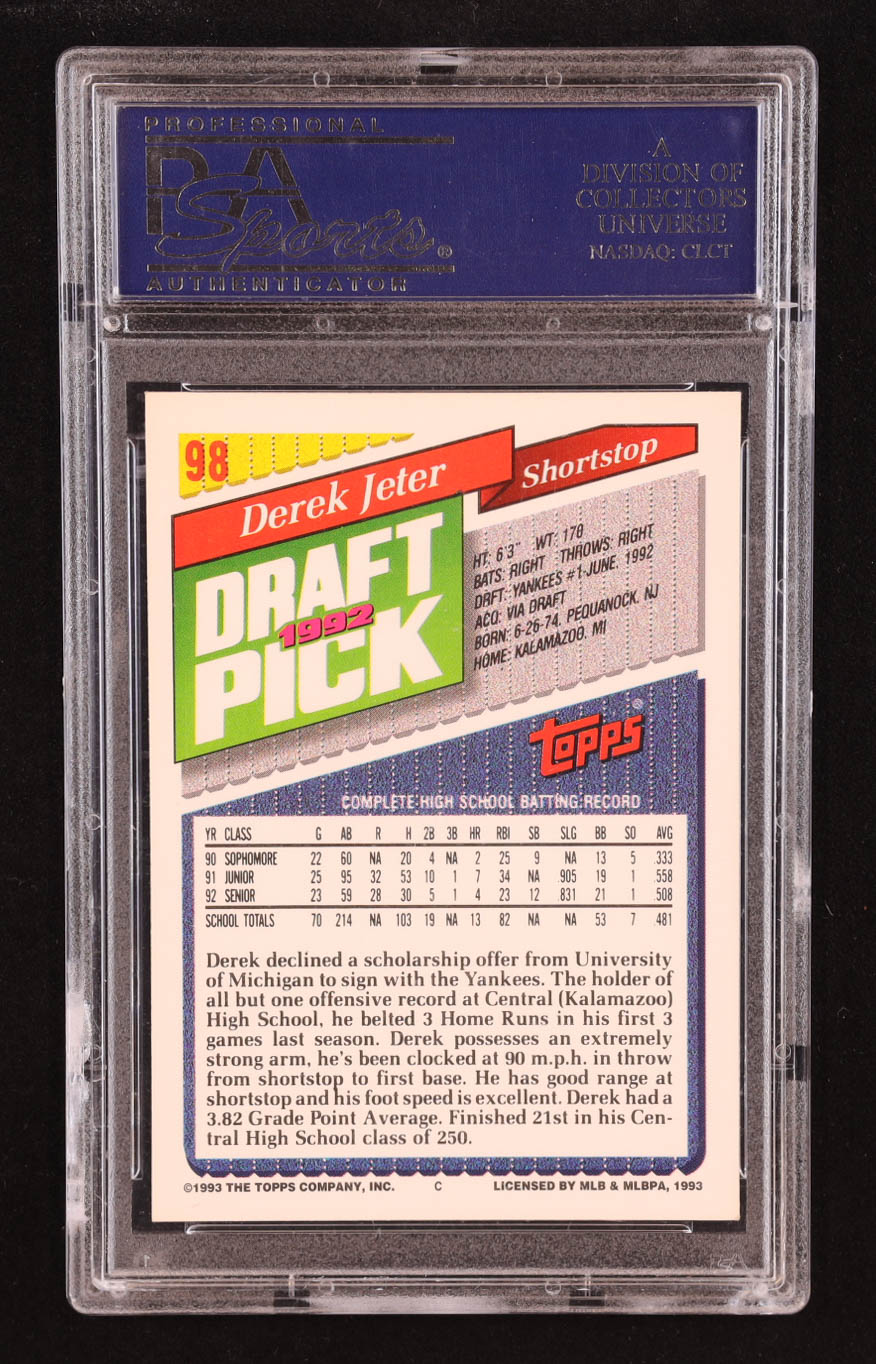 PROFESSIONAL
PSA
Sports®
AUTHENTICATOR
A
DIVISION OF
COLLECTORS
UNIVERSE
NASDAQ: CLCT
98
Derek Jeter
Shortstop
DRAFT
1992
PICK
HT: 6'3" WT: 170
BATS: RIGHT THROWS: RIGHT
DRFT: YANKEES #1-JUNE, 1992
ACQ: VIA DRAFT
BORN: 6-26-74, PEQUANOCK, NJ
HOME: KALAMAZOO, MI
topps®
COMPLETE HIGH SCHOOL BATTING RECORD
YR CLASS G AB R H 2B 3B HR RBI SB SLG BB SO AVG
90 SOPHOMORE 22 60 NA 20 4 NA 2 25 9 NA 13 5 .333
91 JUNIOR 25 95 32 53 10 1 7 34 NA .905 19 1 .558
92 SENIOR 23 59 28 30 5 1 4 23 12 .831 21 1 .508
SCHOOL TOTALS 70 214 NA 103 19 NA 13 82 NA NA 53 7 .481
Derek declined a scholarship offer from University
of Michigan to sign with the Yankees. The holder of
all but one offensive record at Central (Kalamazoo)
High School, he belted 3 Home Runs in his first 3
games last season. Derek possesses an extremely
strong arm, he's been clocked at 90 m.p.h. in throw
from shortstop to first base. He has good range at
shortstop and his foot speed is excellent. Derek had a
3.82 Grade Point Average. Finished 21st in his Cen-
tral High School class of 250.
©1993 THE TOPPS COMPANY, INC. C LICENSED BY MLB & MLBPA, 1993